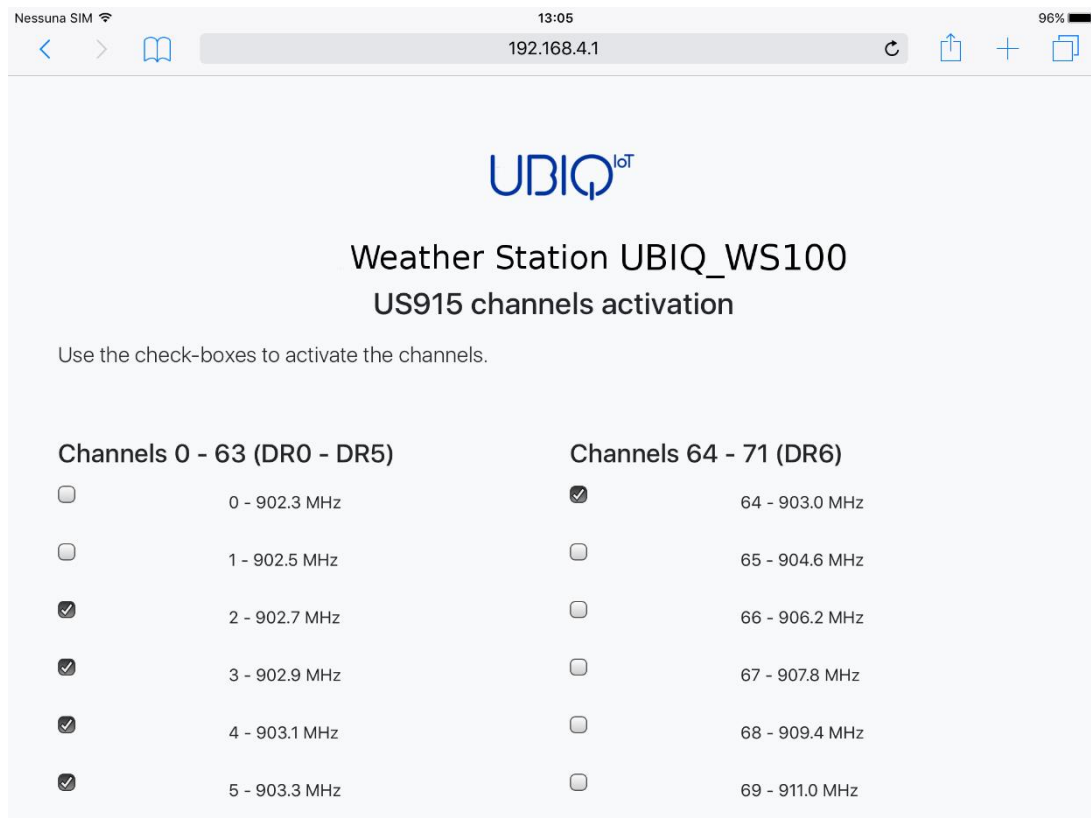 Nessuna SIM 13:05 96%
192.168.4.1
UBIQ IoT
Weather Station UBIQ_WS100
US915 channels activation
Use the check-boxes to activate the channels.
Channels 0 - 63 (DR0 - DR5) Channels 64 - 71 (DR6)
0 - 902.3 MHz 64 - 903.0 MHz
1 - 902.5 MHz 65 - 904.6 MHz
2 - 902.7 MHz 66 - 906.2 MHz
3 - 902.9 MHz 67 - 907.8 MHz
4 - 903.1 MHz 68 - 909.4 MHz
5 - 903.3 MHz 69 - 911.0 MHz